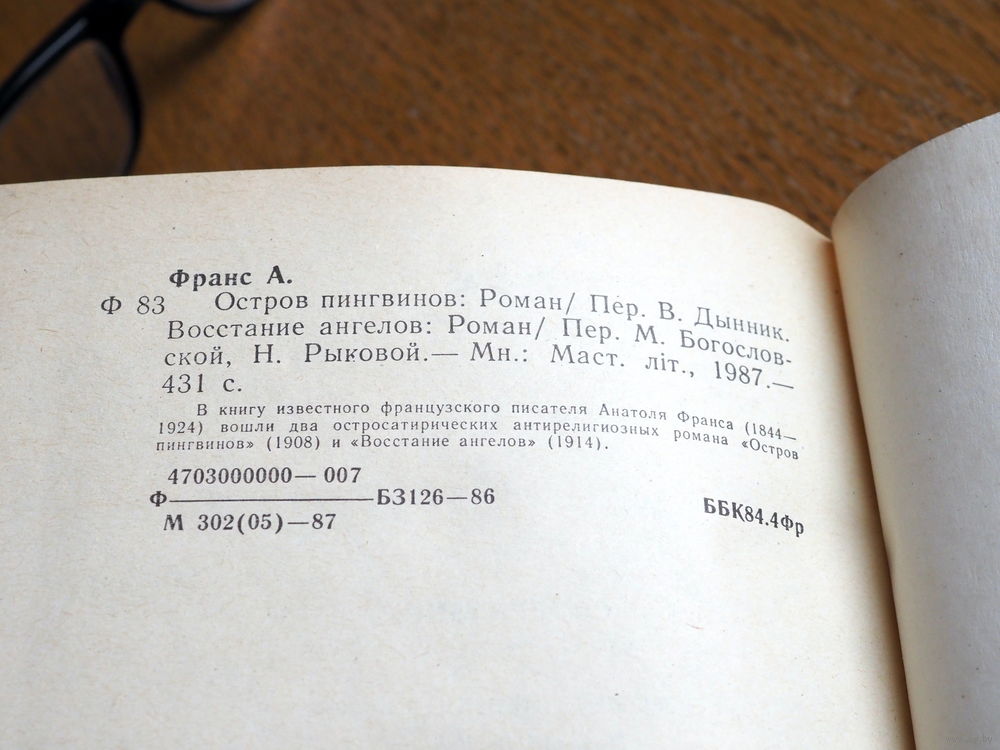 Франс А.
Ф 83 Остров пингвинов: Роман/ Пер. В. Дынник.
Восстание ангелов: Роман/ Пер. М. Богослов-
ской, Н. Рыковой.— Мн.: Маст. літ., 1987.—
431 с.
В книгу известного французского писателя Анатоля Франса (1844—
1924) вошли два остросатирических антирелигиозных романа «Остров
пингвинов» (1908) и «Восстание ангелов» (1914).
4703000000— 007
Ф————БЗ126—86
М 302(05)—87
ББК84.4Фр